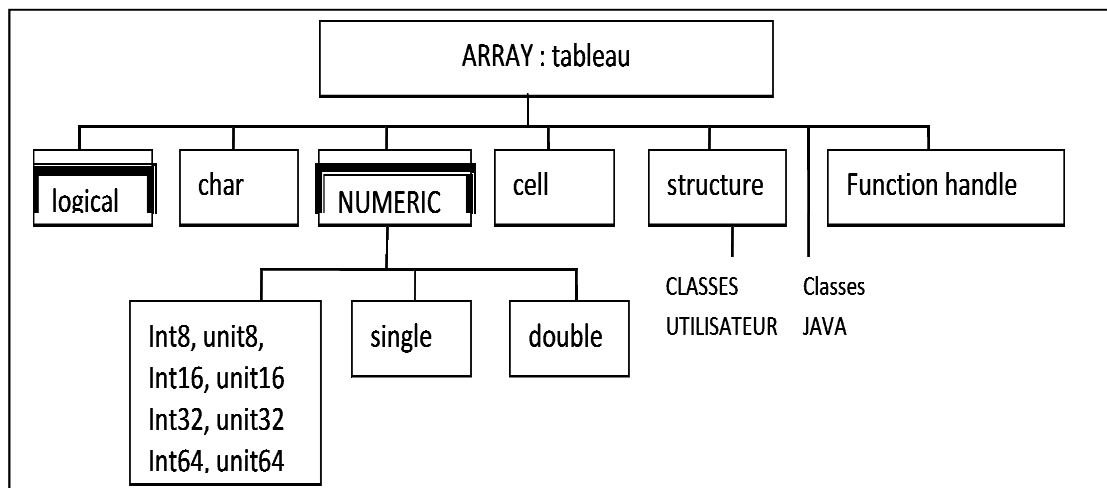 ARRAY : tableau
logical
char
NUMERIC
cell
structure
Function handle
CLASSES
UTILISATEUR
Classes
JAVA
Int8, unit8,
Int16, unit16
Int32, unit32
Int64, unit64
single
double